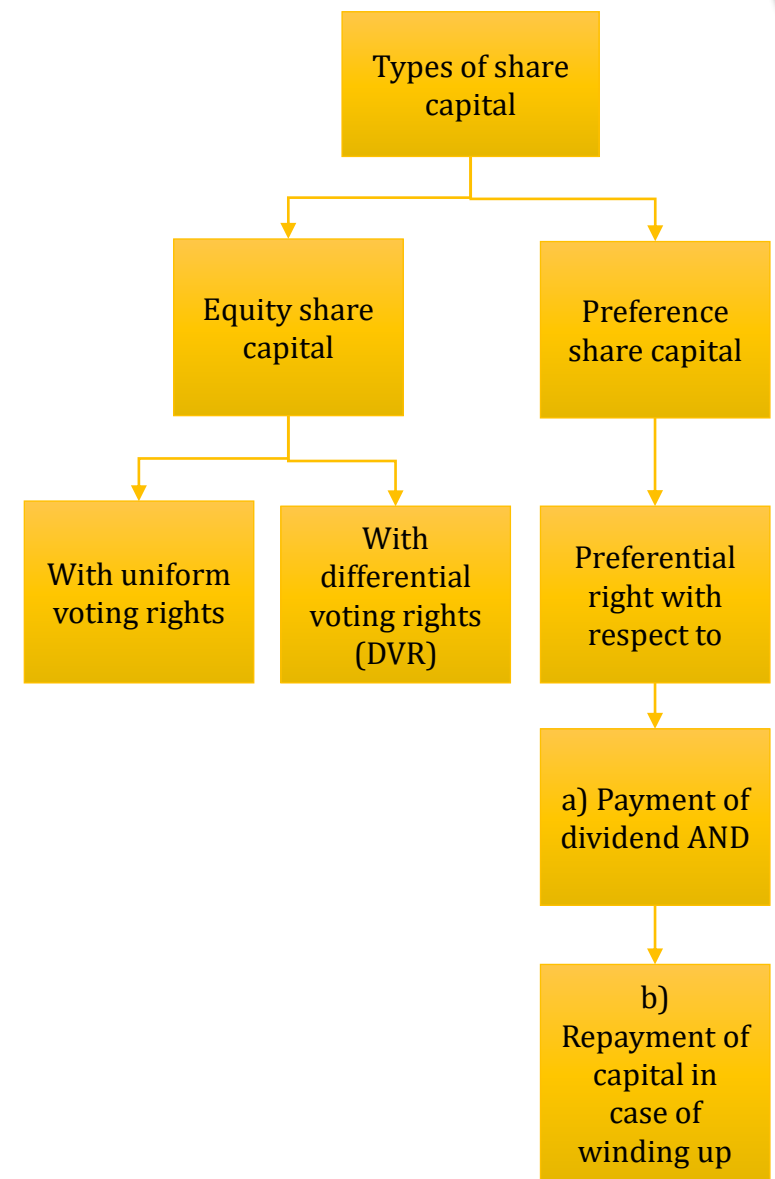 Types of share
capital
Equity share
capital
Preference
share capital
With uniform
voting rights
With
differential
voting rights
(DVR)
Preferential
right with
respect to
a) Payment of
dividend AND
b)
Repayment of
capital in
case of
winding up